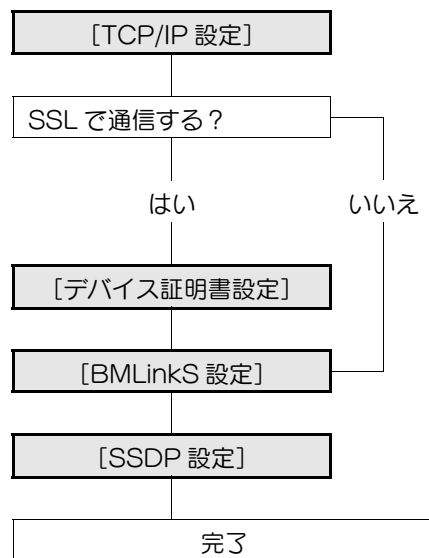 ［TCP/IP 設定］
SSL で通信する？
はい
いいえ
［デバイス証明書設定］
［BMLinkS 設定］
［SSDP 設定］
完了